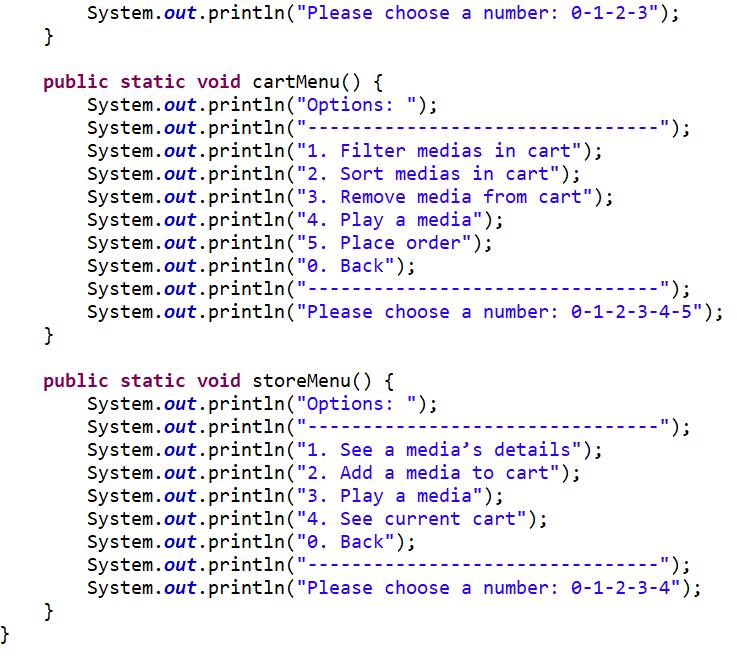 System.out.println("Please choose a number: 0-1-2-3");
}
public static void cartMenu() {
System.out.println("Options: ");
System.out.println("--------------------------------");
System.out.println("1. Filter medias in cart");
System.out.println("2. Sort medias in cart");
System.out.println("3. Remove media from cart");
System.out.println("4. Play a media");
System.out.println("5. Place order");
System.out.println("0. Back");
System.out.println("--------------------------------");
System.out.println("Please choose a number: 0-1-2-3-4-5");
}
public static void storeMenu() {
System.out.println("Options: ");
System.out.println("--------------------------------");
System.out.println("1. See a media’s details");
System.out.println("2. Add a media to cart");
System.out.println("3. Play a media");
System.out.println("4. See current cart");
System.out.println("0. Back");
System.out.println("--------------------------------");
System.out.println("Please choose a number: 0-1-2-3-4");
}
}